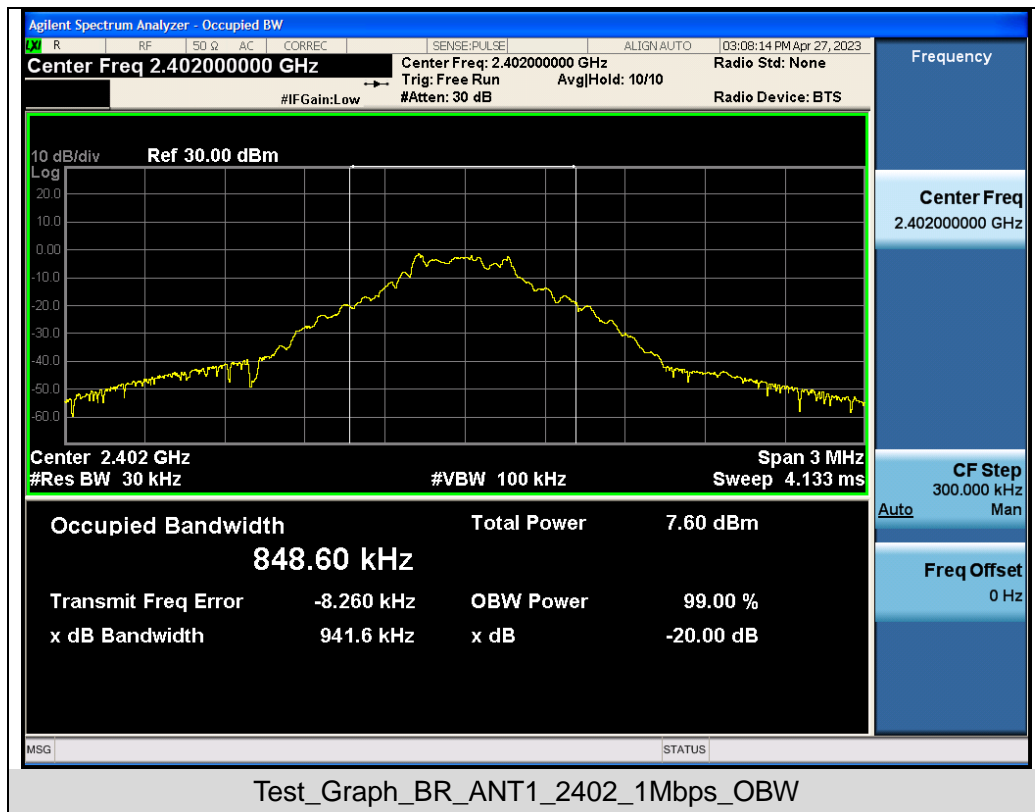 Agilent Spectrum Analyzer - Occupied BW
LXI R RF 50 Ω AC CORREC SENSE:PULSE ALIGN AUTO 03:08:14 PM Apr 27, 2023
Center Freq 2.402000000 GHz
Center Freq: 2.402000000 GHz Radio Std: None
Trig: Free Run Avg|Hold: 10/10
#IFGain:Low #Atten: 30 dB Radio Device: BTS
10 dB/div Ref 30.00 dBm
Log
20.0
10.0
0.00
-10.0
-20.0
-30.0
-40.0
-50.0
-60.0
Center 2.402 GHz Span 3 MHz
#Res BW 30 kHz #VBW 100 kHz Sweep 4.133 ms
Occupied Bandwidth Total Power 7.60 dBm
848.60 kHz
Transmit Freq Error -8.260 kHz OBW Power 99.00 %
x dB Bandwidth 941.6 kHz x dB -20.00 dB
Frequency
Center Freq
2.402000000 GHz
CF Step
300.000 kHz
Auto Man
Freq Offset
0 Hz
MSG STATUS
Test_Graph_BR_ANT1_2402_1Mbps_OBW